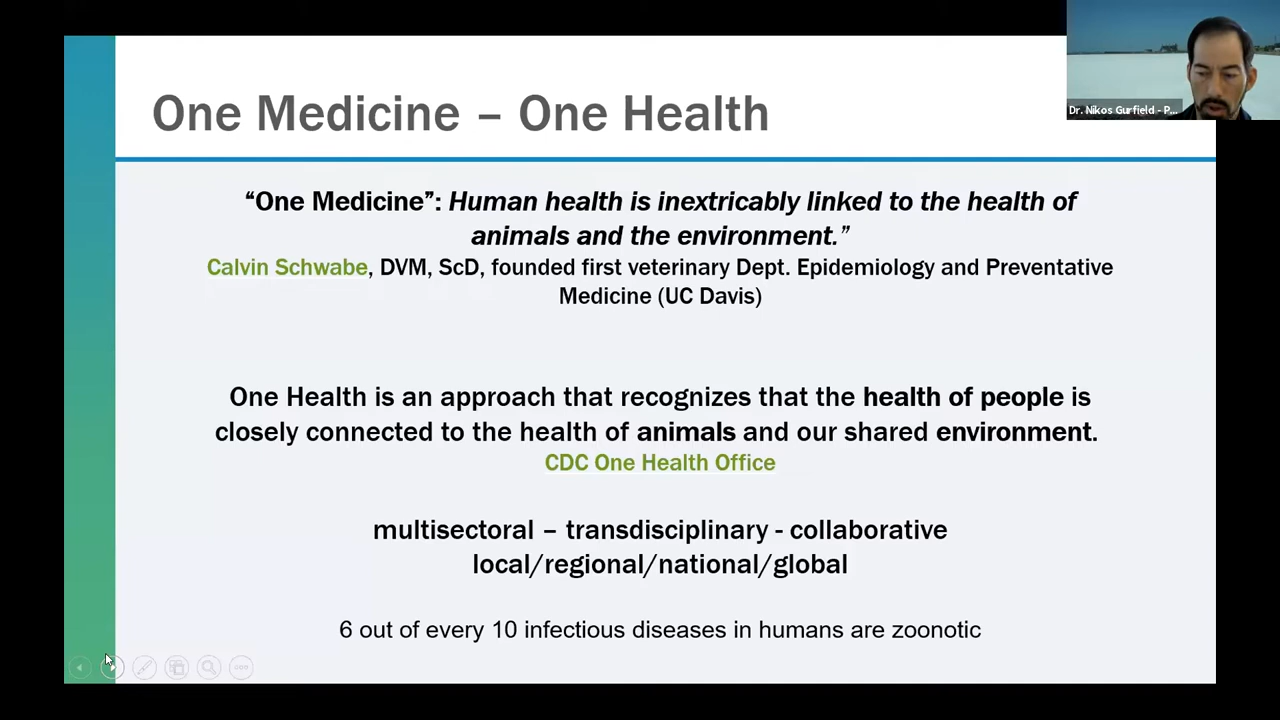 Dr. Nikos Gurfield - P...
One Medicine – One Health
“One Medicine”: Human health is inextricably linked to the health of
animals and the environment.”
Calvin Schwabe, DVM, ScD, founded first veterinary Dept. Epidemiology and Preventative
Medicine (UC Davis)
One Health is an approach that recognizes that the health of people is
closely connected to the health of animals and our shared environment.
CDC One Health Office
multisectoral – transdisciplinary - collaborative
local/regional/national/global
6 out of every 10 infectious diseases in humans are zoonotic